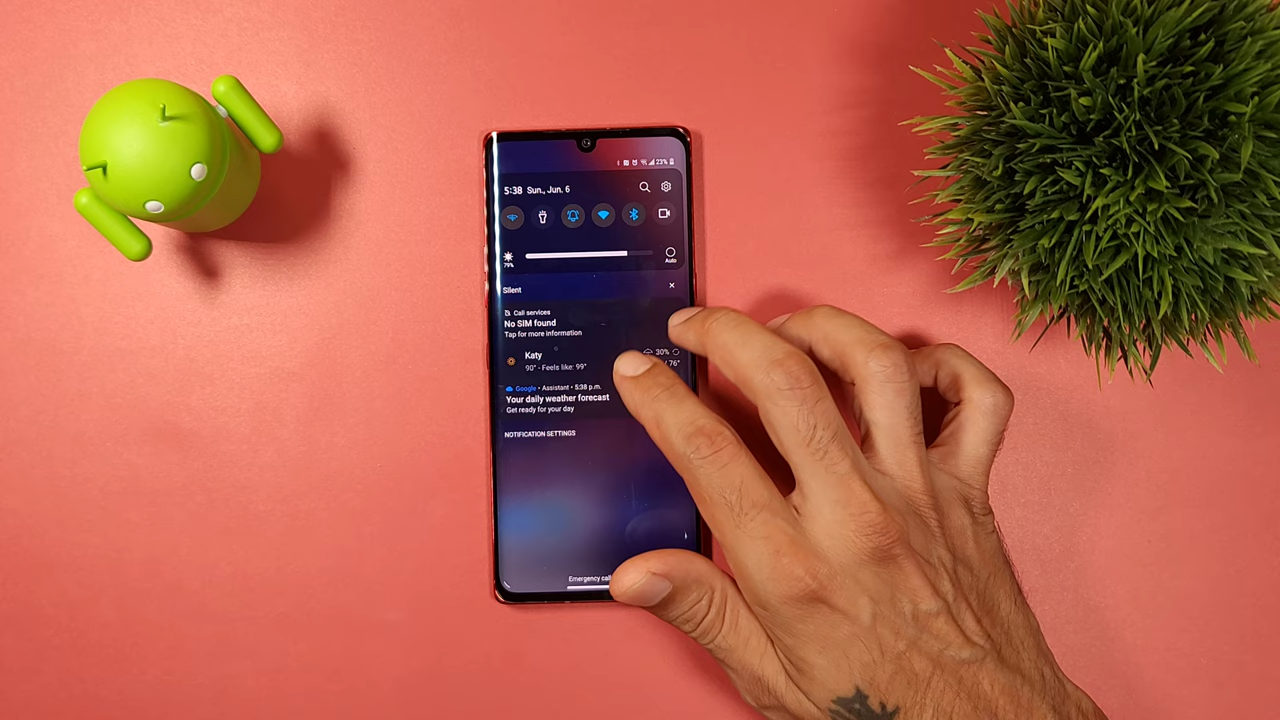 23%
5:38 Sun., Jun. 6
79%
Auto
Silent
Call services
No SIM found
Tap for more information
Katy
30%
90° - Feels like: 99°
/ 76°
Google • Assistant • 5:38 p.m.
Your daily weather forecast
Get ready for your day
NOTIFICATION SETTINGS
Emergency call